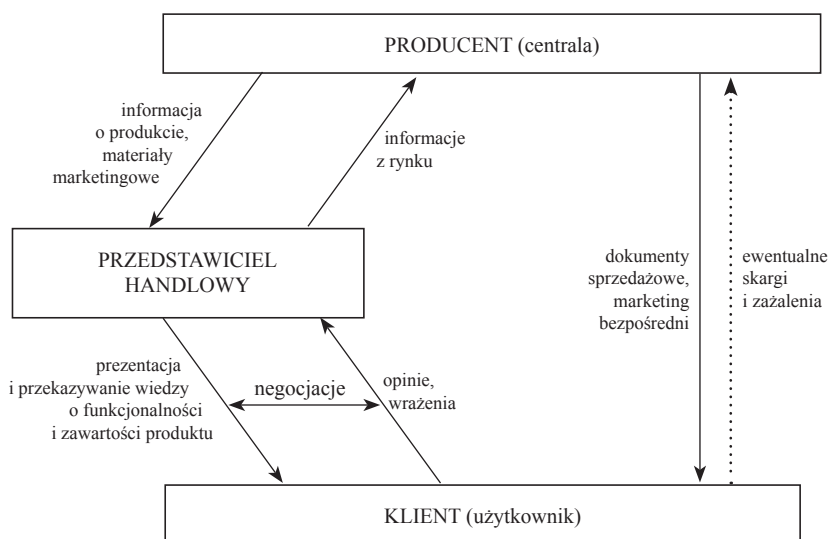 PRODUCENT (centrala)
informacja
o produkcie,
materiały
marketingowe
informacje
z rynku
PRZEDSTAWICIEL
HANDLOWY
dokumenty
sprzedażowe,
marketing
bezpośredni
ewentualne
skargi
i zażalenia
prezentacja
i przekazywanie wiedzy
o funkcjonalności
i zawartości produktu
negocjacje
opinie,
wrażenia
KLIENT (użytkownik)